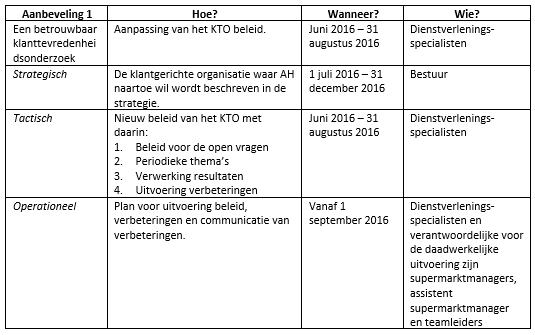 Aanbeveling 1 Hoe? Wanneer? Wie?
Een betrouwbaar
klanttevredenhei
dsonderzoek
Aanpassing van het KTO beleid.
Juni 2016 – 31
augustus 2016
Dienstverlenings-
specialisten
Strategisch
De klantgerichte organisatie waar AH
naartoe wil wordt beschreven in de
strategie.
1 juli 2016 – 31
december 2016
Bestuur
Tactisch
Nieuw beleid van het KTO met
daarin:
1. Beleid voor de open vragen
2. Periodieke thema's
3. Verwerking resultaten
4. Uitvoering verbeteringen
Juni 2016 – 31
augustus 2016
Dienstverlenings-
specialisten
Operationeel
Plan voor uitvoering beleid,
verbeteringen en communicatie van
verbeteringen.
Vanaf 1
september 2016
Dienstverlenings-
specialisten en
verantwoordelijke voor
de daadwerkelijke
uitvoering zijn
supermarktmanagers,
assistent
supermarktmanager
en teamleiders